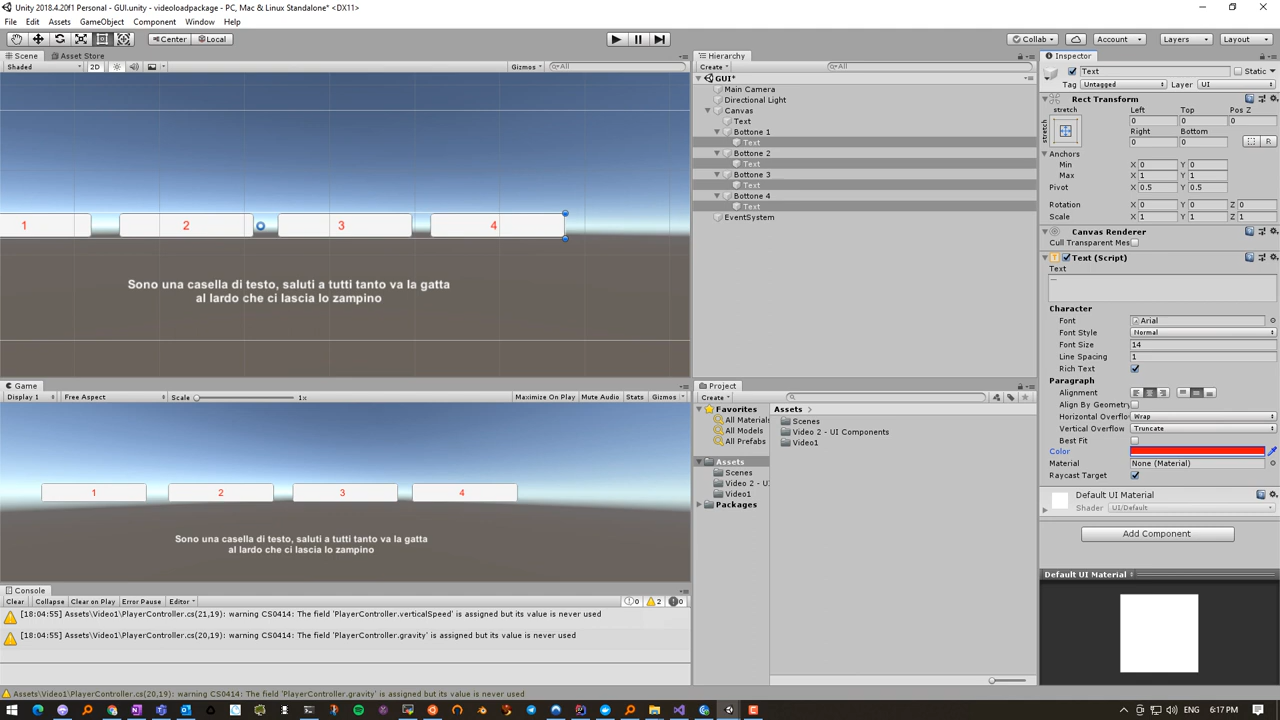 Unity 2018.4.20f1 Personal - GUI.unity - videoloadpackage - PC, Mac & Linux Standalone* <DX11>
File Edit Assets GameObject Component Window Help
Center Local
Collab Account Layers Layout
Scene Asset Store
Shaded 2D Gizmos All
1 2 3 4
Sono una casella di testo, saluti a tutti tanto va la gatta
al lardo che ci lascia lo zampino
Game
Display 1 Free Aspect Scale 1x Maximize On Play Mute Audio Stats Gizmos
1 2 3 4
Sono una casella di testo, saluti a tutti tanto va la gatta
al lardo che ci lascia lo zampino
Console
Clear Collapse Clear on Play Error Pause Editor 0 2 0
[18:04:55] Assets\Video1\PlayerController.cs(21,19): warning CS0414: The field 'PlayerController.verticalSpeed' is assigned but its value is never used
[18:04:55] Assets\Video1\PlayerController.cs(20,19): warning CS0414: The field 'PlayerController.gravity' is assigned but its value is never used
Assets\Video1\PlayerController.cs(20,19): warning CS0414: The field 'PlayerController.gravity' is assigned but its value is never used
Hierarchy
Create All
GUI*
Main Camera
Directional Light
Canvas
Text
Bottone 1
Text
Bottone 2
Text
Bottone 3
Text
Bottone 4
Text
EventSystem
Project
Create
Favorites
All Materials
All Models
All Prefabs
Assets
Scenes
Video 2 - U
Video1
Packages
Assets
Scenes
Video 2 - UI Components
Video1
Inspector
Text Static
Tag Untagged Layer UI
Rect Transform
stretch Left Top Pos Z
stretch 0 0 0
Right Bottom
0 0 R
Anchors
Min X 0 Y 0
Max X 1 Y 1
Pivot X 0.5 Y 0.5
Rotation X 0 Y 0 Z 0
Scale X 1 Y 1 Z 1
Canvas Renderer
Cull Transparent Mes
Text (Script)
Text
—
Character
Font Arial
Font Style Normal
Font Size 14
Line Spacing 1
Rich Text
Paragraph
Alignment
Align By Geometry
Horizontal Overflo Wrap
Vertical Overflow Truncate
Best Fit
Color
Material None (Material)
Raycast Target
Default UI Material
Shader UI/Default
Add Component
Default UI Material
ENG 6:17 PM